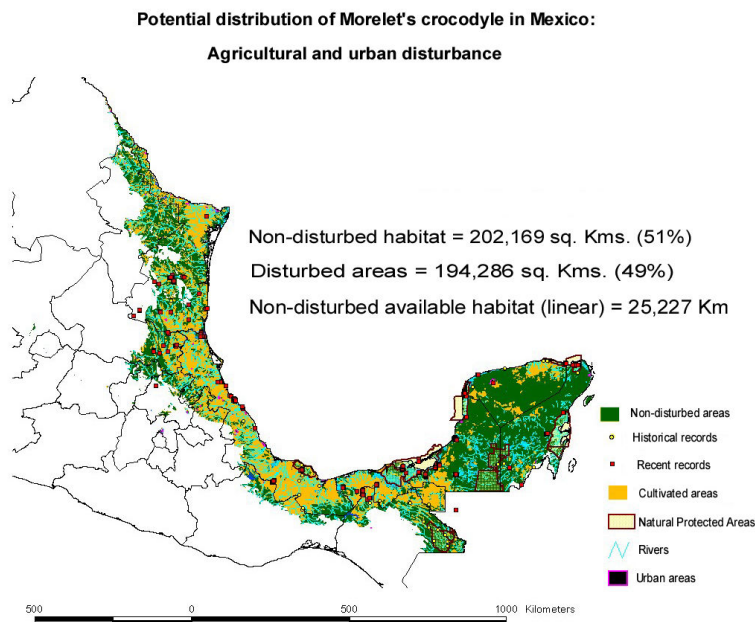 Potential distribution of Morelet's crocodyle in Mexico:
Agricultural and urban disturbance
Non-disturbed habitat = 202,169 sq. Kms. (51%)
Disturbed areas = 194,286 sq. Kms. (49%)
Non-disturbed available habitat (linear) = 25,227 Km
Non-disturbed areas
Historical records
Recent records
Cultivated areas
Natural Protected Areas
Rivers
Urban areas
500 0 500 1000 Kilometers